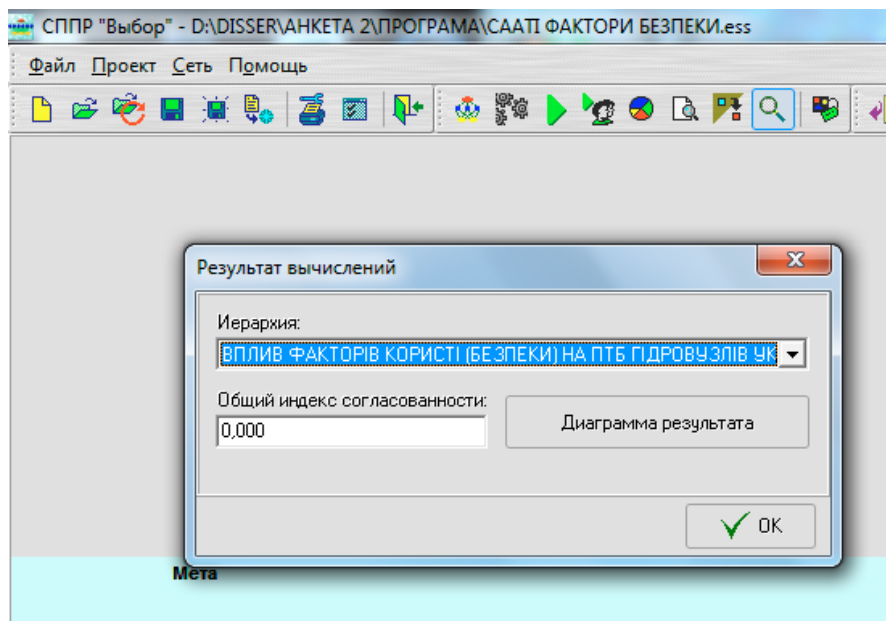 СППР "Выбор" - D:\DISSER\АНКЕТА 2\ПРОГРАМА\СААТІ ФАКТОРИ БЕЗПЕКИ.ess
Файл Проект Сеть Помощь
Результат вычислений
Иерархия:
ВПЛИВ ФАКТОРІВ КОРИСТІ (БЕЗПЕКИ) НА ПТБ ГІДРОВУЗЛІВ УК
Общий индекс согласованности:
0,000
Диаграмма результата
ОК
Мета